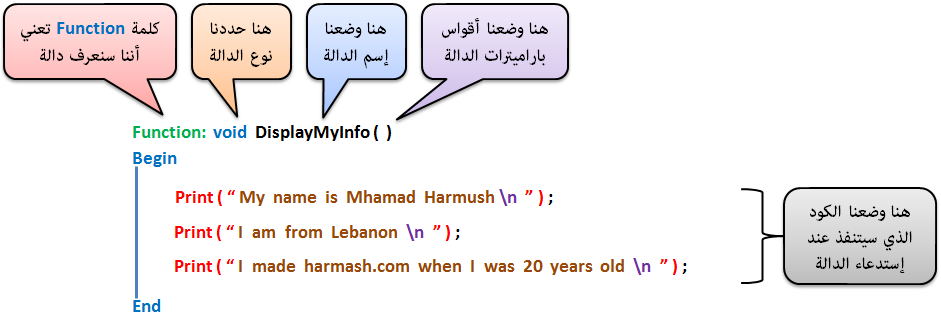 كلمة Function تعني
أننا سنعرف دالة
هنا حددنا
نوع الدالة
هنا وضعنا
إسم الدالة
هنا وضعنا أقواس
باراميترات الدالة
Function: void DisplayMyInfo( )
Begin
Print( “ My name is Mhamad Harmush \n ” ) ;
Print( “ I am from Lebanon \n ” ) ;
Print( “ I made harmash.com when I was 20 years old \n ” ) ;
End
هنا وضعنا الكود
الذي سيتنفذ عند
إستدعاء الدالة